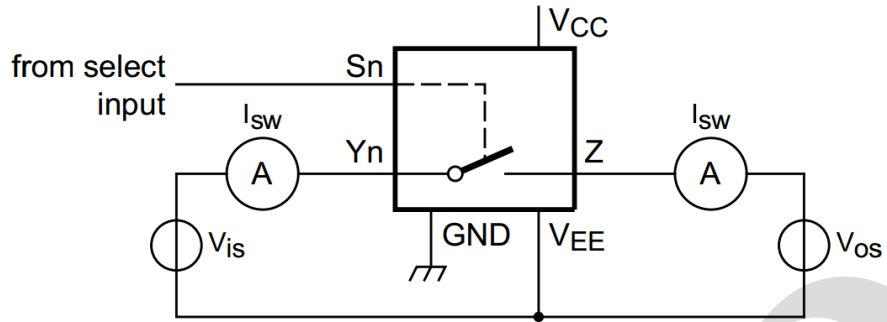 VCC
from select
input
Sn
Isw
Isw
Yn
Z
A
A
GND
VEE
Vis
Vos